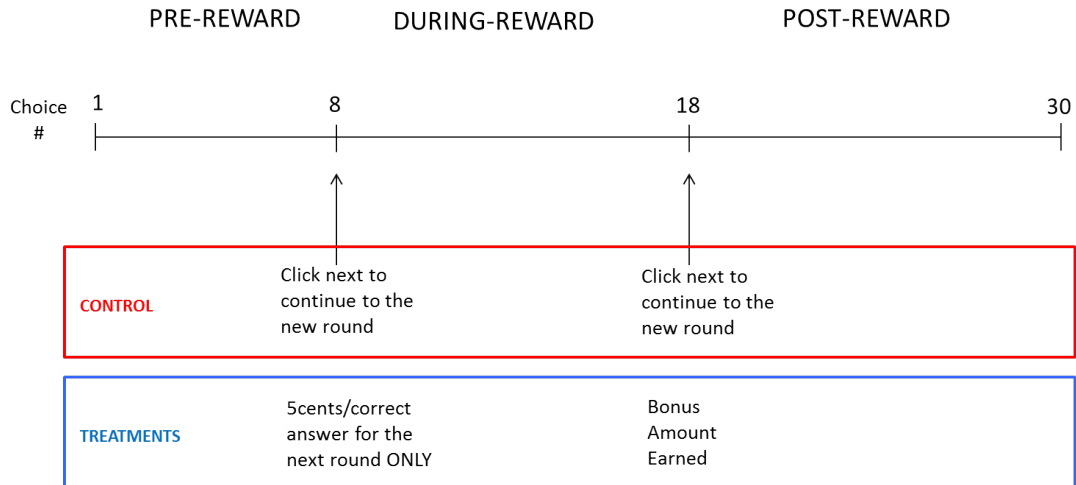 PRE-REWARD DURING-REWARD POST-REWARD
Choice
#
1 8 18 30
CONTROL
Click next to
continue to the
new round
Click next to
continue to the
new round
TREATMENTS
5cents/correct
answer for the
next round ONLY
Bonus
Amount
Earned